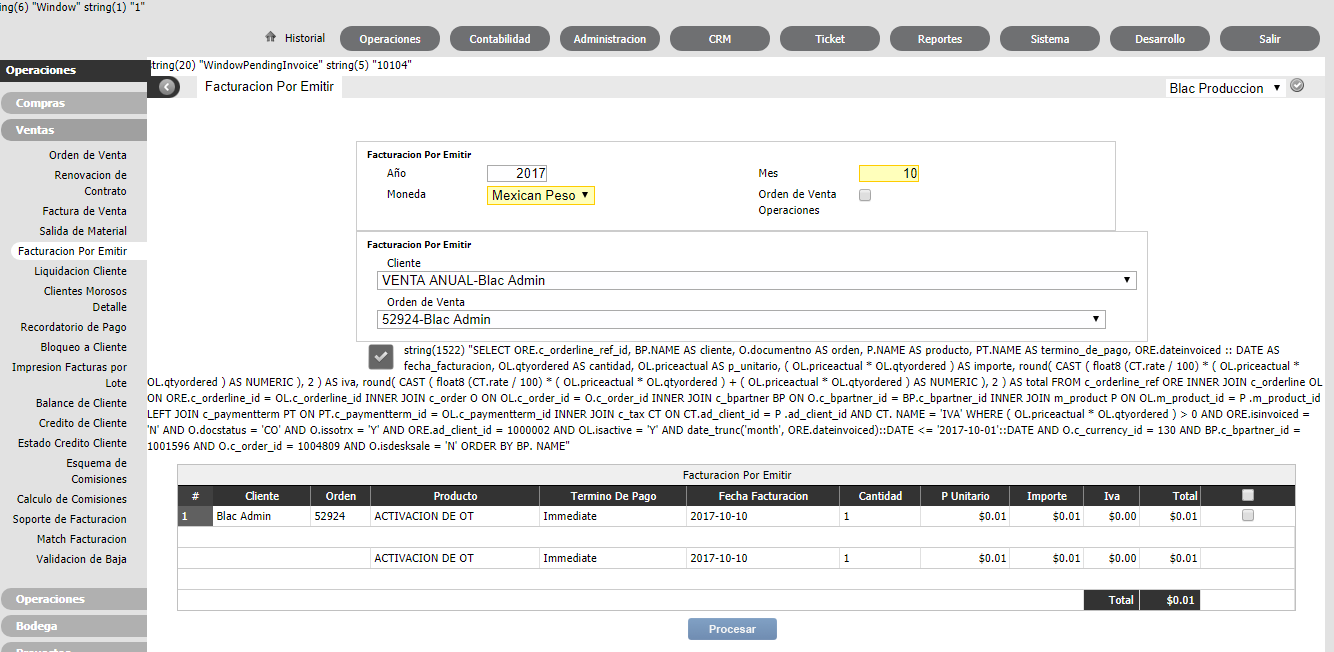 ing(6) "Window" string(1) "1"
Historial
Operaciones
Contabilidad
Administracion
CRM
Ticket
Reportes
Sistema
Desarrollo
Salir
Operaciones
Compras
Ventas
Orden de Venta
Renovacion de
Contrato
Factura de Venta
Salida de Material
Facturacion Por Emitir
Liquidacion Cliente
Clientes Morosos
Detalle
Recordatorio de Pago
Bloqueo a Cliente
Impresion Facturas por
Lote
Balance de Cliente
Credito de Cliente
Estado Credito Cliente
Esquema de
Comisiones
Calculo de Comisiones
Soporte de Facturacion
Match Facturacion
Validacion de Baja
Operaciones
Bodega
Proyectos
tring(20) "WindowPendingInvoice" string(5) "10104"
Facturacion Por Emitir
Blac Produccion
Facturacion Por Emitir
Año 2017 Mes 10
Moneda Mexican Peso Orden de Venta
Operaciones
Facturacion Por Emitir
Cliente
VENTA ANUAL-Blac Admin
Orden de Venta
52924-Blac Admin
string(1522) "SELECT ORE.c_orderline_ref_id, BP.NAME AS cliente, O.documentno AS orden, P.NAME AS producto, PT.NAME AS termino_de_pago, ORE.dateinvoiced :: DATE AS
fecha_facturacion, OL.qtyordered AS cantidad, OL.priceactual AS p_unitario, ( OL.priceactual * OL.qtyordered ) AS importe, round( CAST ( float8 (CT.rate / 100) * ( OL.priceactual *
OL.qtyordered ) AS NUMERIC ), 2 ) AS iva, round( CAST ( float8 (CT.rate / 100) * ( OL.priceactual * OL.qtyordered ) + ( OL.priceactual * OL.qtyordered ) AS NUMERIC ), 2 ) AS total FROM c_orderline_ref ORE INNER JOIN c_orderline OL
ON ORE.c_orderline_id = OL.c_orderline_id INNER JOIN c_order O ON OL.c_order_id = O.c_order_id INNER JOIN c_bpartner BP ON O.c_bpartner_id = BP.c_bpartner_id INNER JOIN m_product P ON OL.m_product_id = P .m_product_id
LEFT JOIN c_paymentterm PT ON PT.c_paymentterm_id = OL.c_paymentterm_id INNER JOIN c_tax CT ON CT.ad_client_id = P .ad_client_id AND CT. NAME = 'IVA' WHERE ( OL.priceactual * OL.qtyordered ) > 0 AND ORE.isinvoiced =
'N' AND O.docstatus = 'CO' AND O.issotrx = 'Y' AND ORE.ad_client_id = 1000002 AND OL.isactive = 'Y' AND date_trunc('month', ORE.dateinvoiced)::DATE <= '2017-10-01'::DATE AND O.c_currency_id = 130 AND BP.c_bpartner_id =
1001596 AND O.c_order_id = 1004809 AND O.isdesksale = 'N' ORDER BY BP. NAME"
Facturacion Por Emitir
# Cliente Orden Producto Termino De Pago Fecha Facturacion Cantidad P Unitario Importe Iva Total
1 Blac Admin 52924 ACTIVACION DE OT Immediate 2017-10-10 1 $0.01 $0.01 $0.00 $0.01
ACTIVACION DE OT Immediate 2017-10-10 1 $0.01 $0.01 $0.00 $0.01
Total $0.01
Procesar